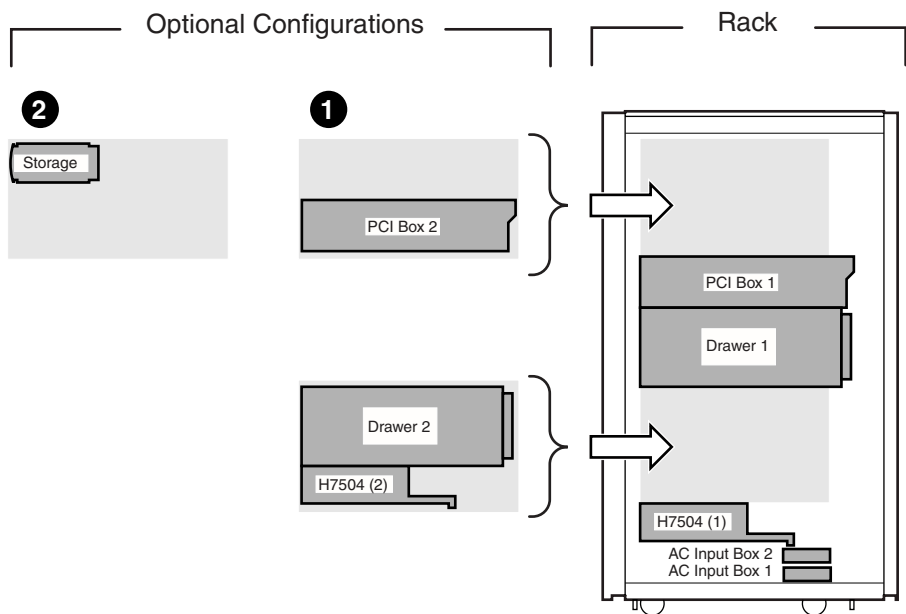 Optional Configurations
Rack
2
1
Storage
PCI Box 2
PCI Box 1
Drawer 1
Drawer 2
H7504 (2)
H7504 (1)
AC Input Box 2
AC Input Box 1